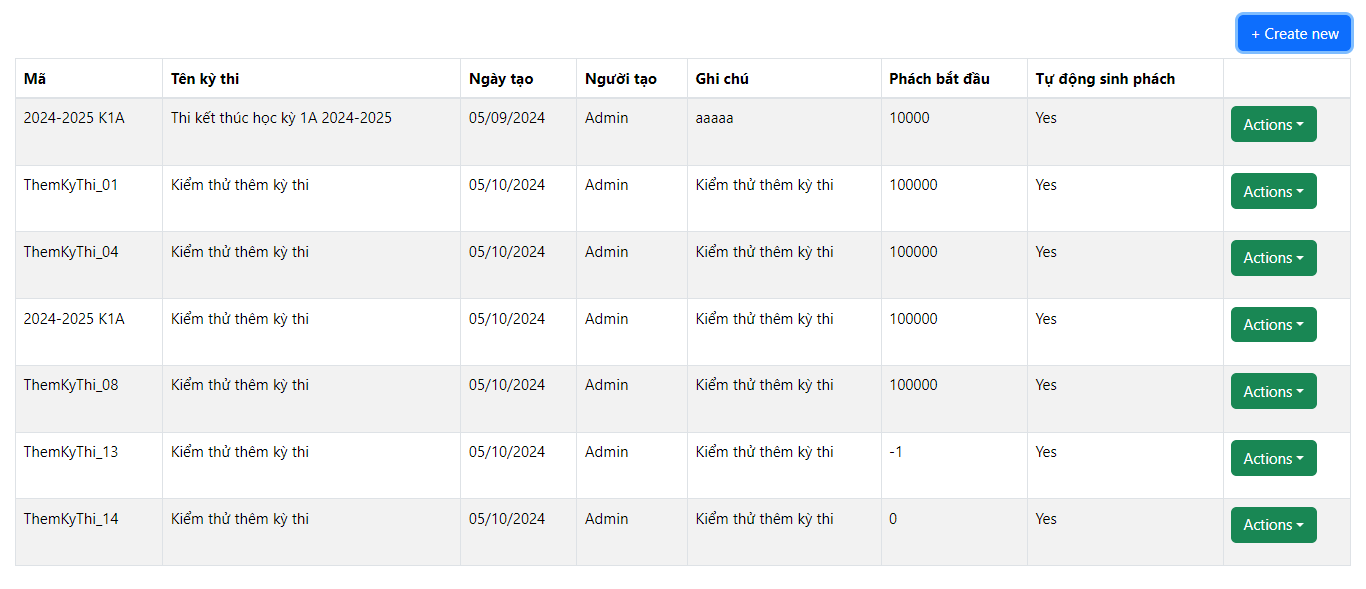 + Create new
Mã Tên kỳ thi Ngày tạo Người tạo Ghi chú Phách bắt đầu Tự động sinh phách
2024-2025 K1A Thi kết thúc học kỳ 1A 2024-2025 05/09/2024 Admin aaaaa 10000 Yes Actions
ThemKyThi_01 Kiểm thử thêm kỳ thi 05/10/2024 Admin Kiểm thử thêm kỳ thi 100000 Yes Actions
ThemKyThi_04 Kiểm thử thêm kỳ thi 05/10/2024 Admin Kiểm thử thêm kỳ thi 100000 Yes Actions
2024-2025 K1A Kiểm thử thêm kỳ thi 05/10/2024 Admin Kiểm thử thêm kỳ thi 100000 Yes Actions
ThemKyThi_08 Kiểm thử thêm kỳ thi 05/10/2024 Admin Kiểm thử thêm kỳ thi 100000 Yes Actions
ThemKyThi_13 Kiểm thử thêm kỳ thi 05/10/2024 Admin Kiểm thử thêm kỳ thi -1 Yes Actions
ThemKyThi_14 Kiểm thử thêm kỳ thi 05/10/2024 Admin Kiểm thử thêm kỳ thi 0 Yes Actions